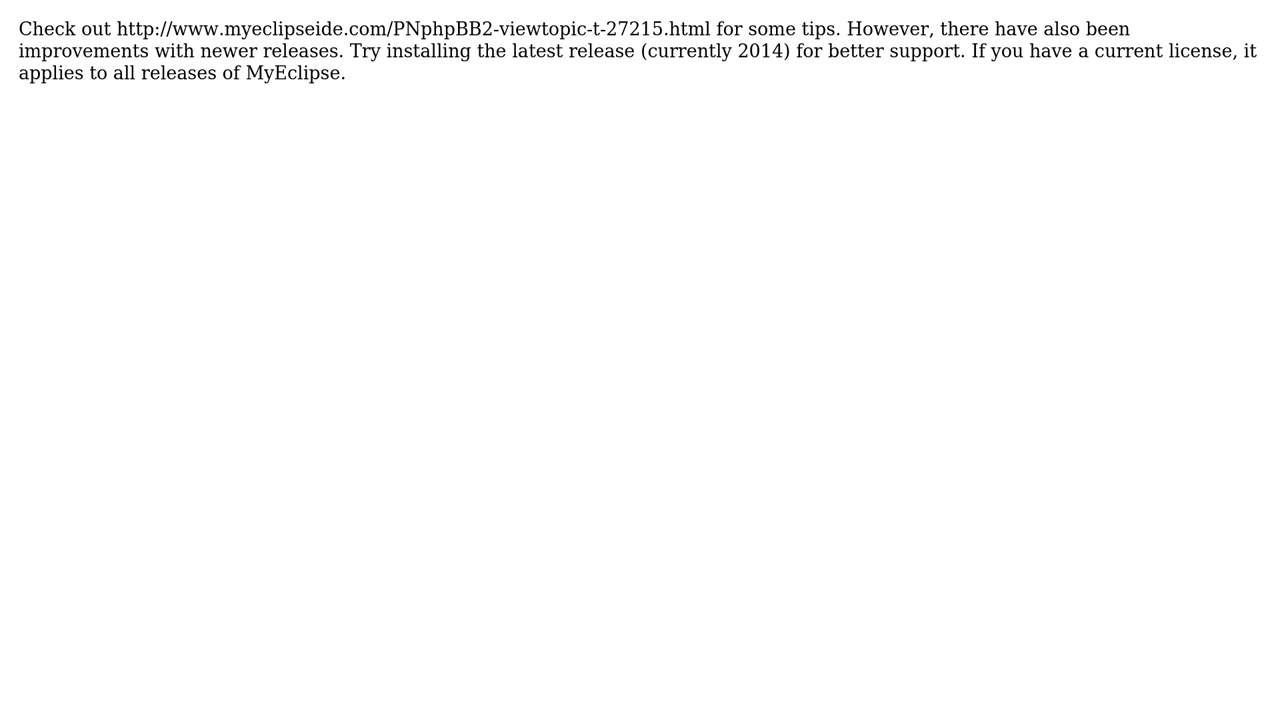 Check out http://www.myeclipseide.com/PNphpBB2-viewtopic-t-27215.html for some tips. However, there have also been
improvements with newer releases. Try installing the latest release (currently 2014) for better support. If you have a current license, it
applies to all releases of MyEclipse.